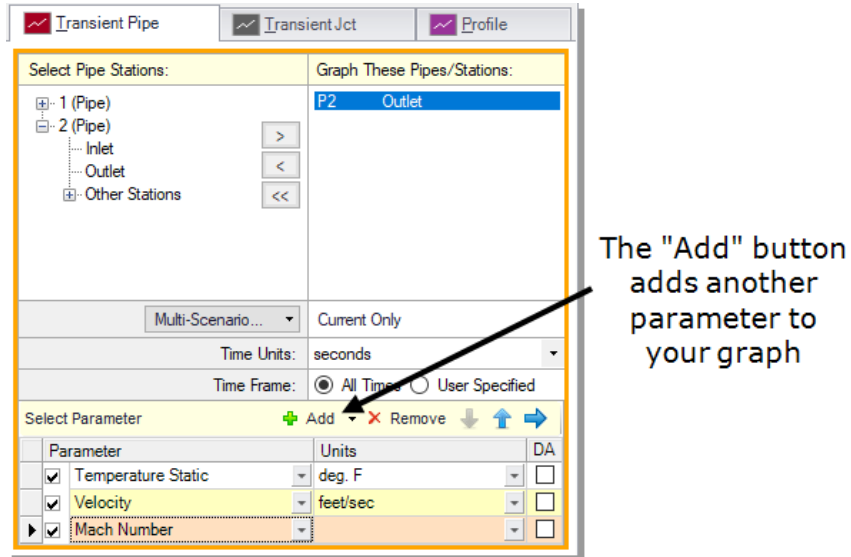 Transient Pipe Transient Jct Profile
Select Pipe Stations: Graph These Pipes/Stations:
1 (Pipe) P2 Outlet
2 (Pipe)
Inlet >
Outlet <
Other Stations <<
The "Add" button
adds another
parameter to
your graph
Multi-Scenario... Current Only
Time Units: seconds
Time Frame: All Times User Specified
Select Parameter Add Remove
Parameter Units DA
Temperature Static deg. F
Velocity feet/sec
Mach Number